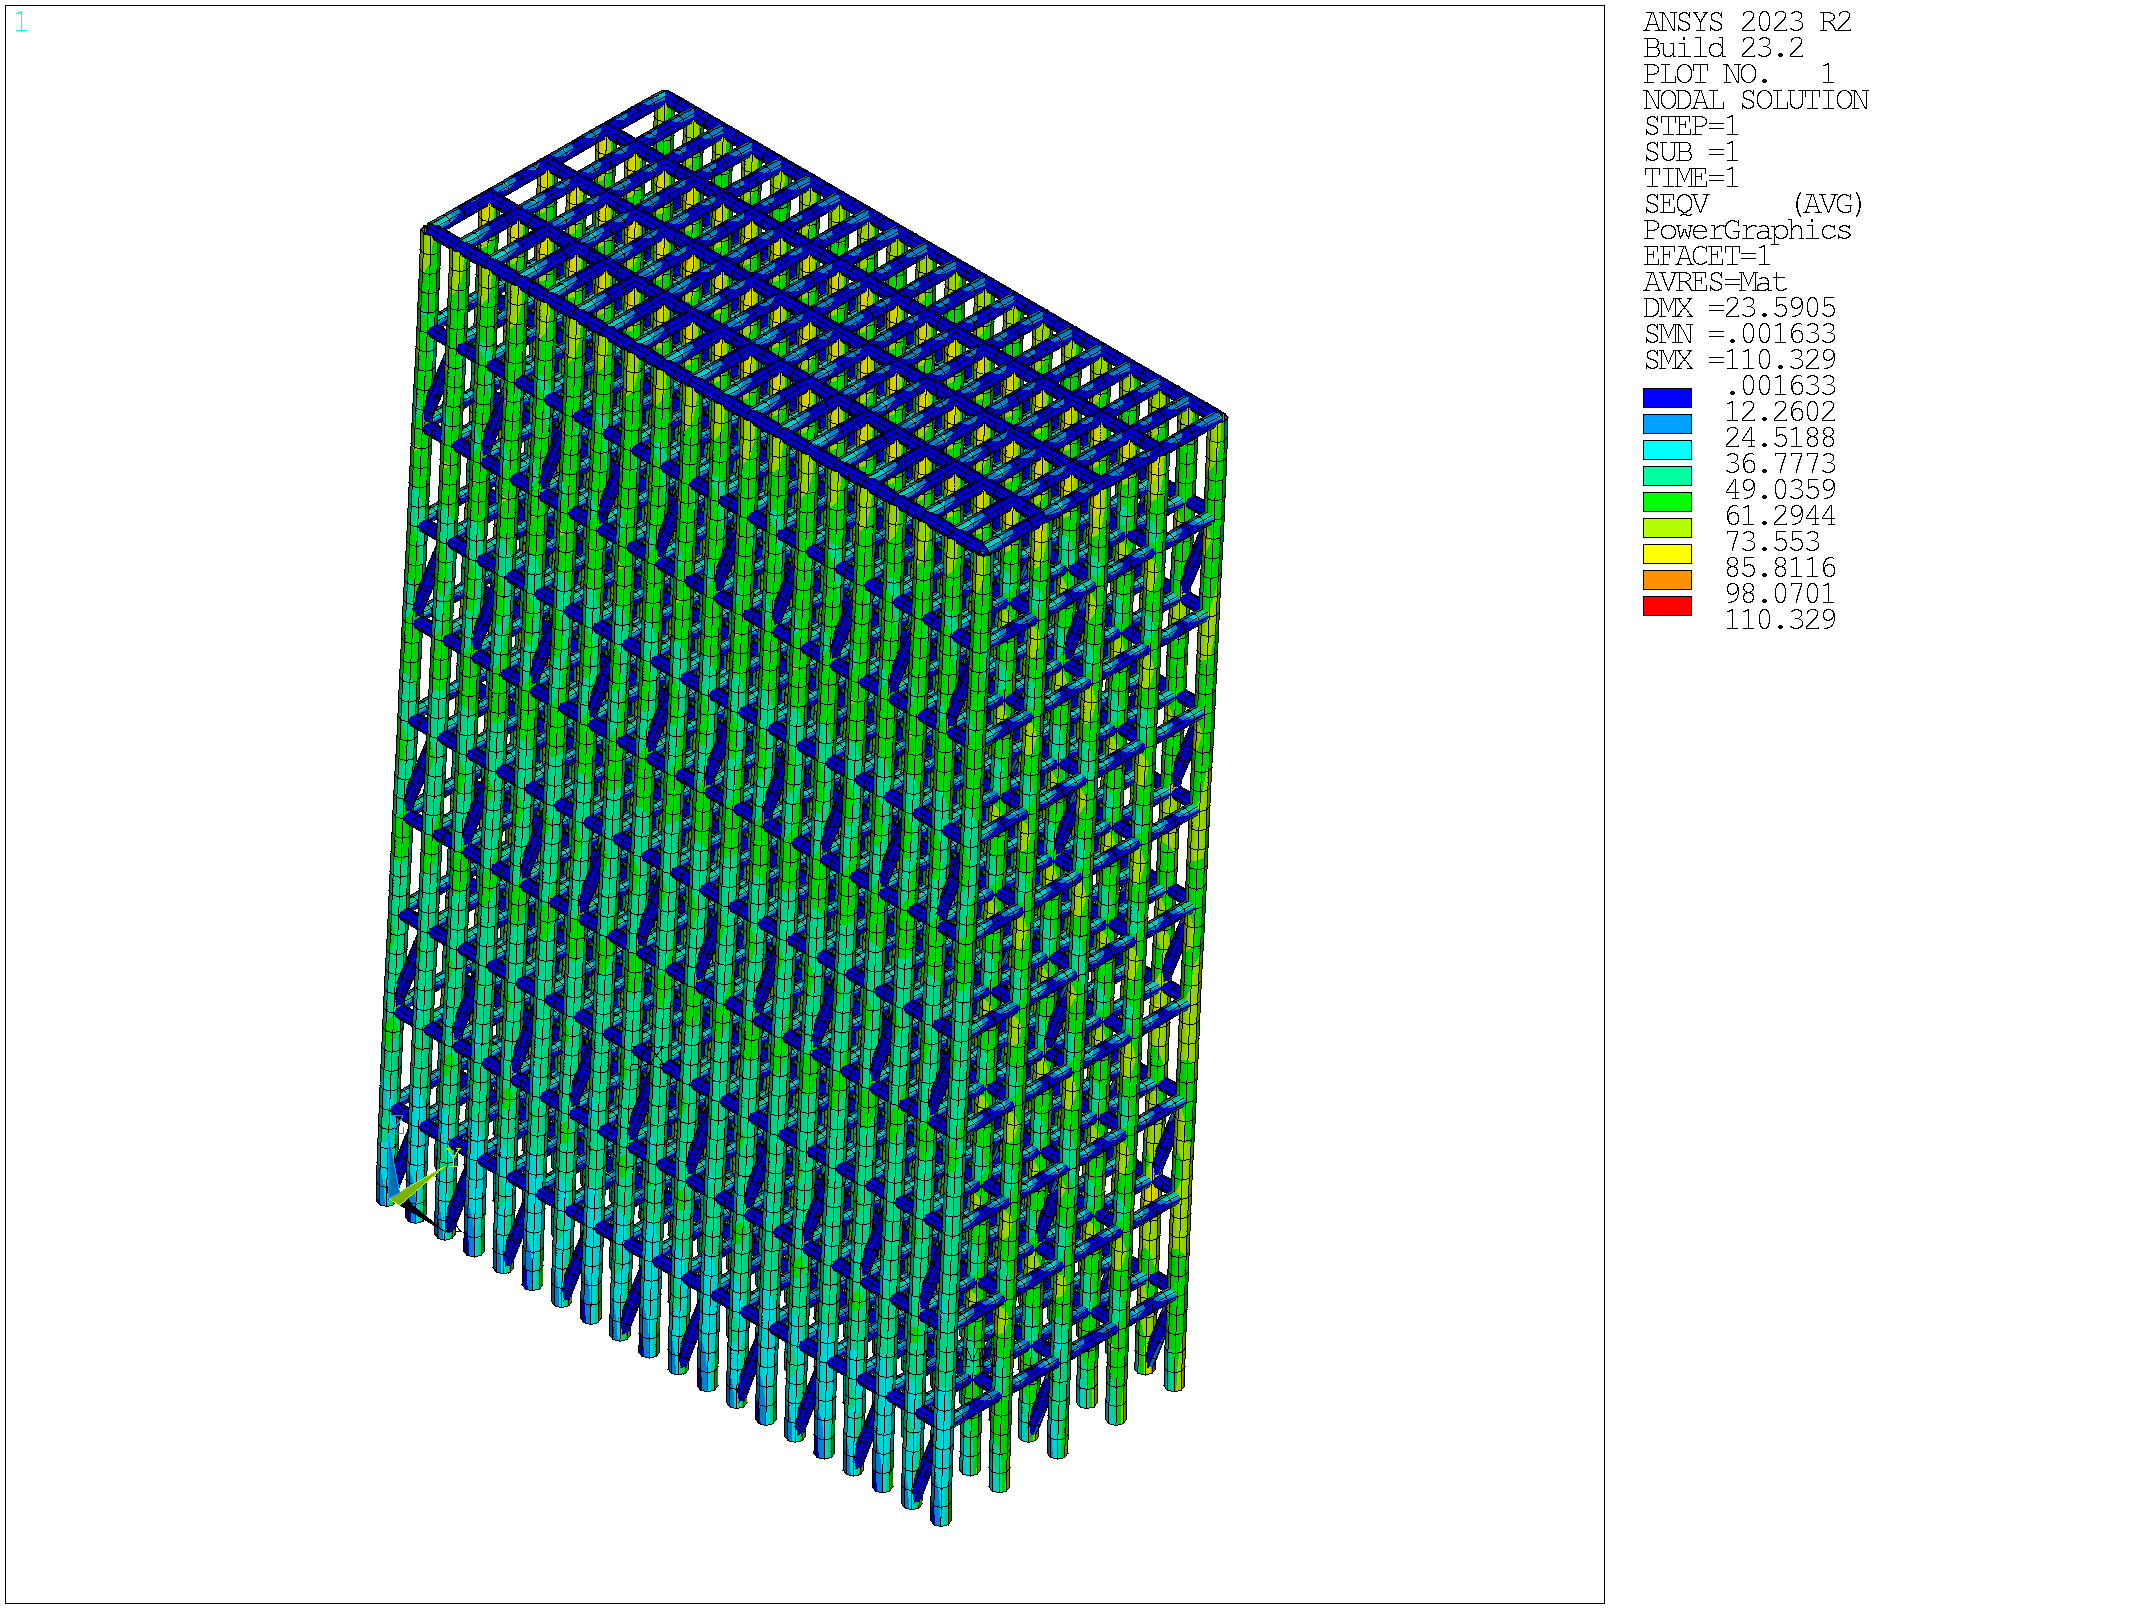 1
ANSYS 2023 R2
Build 23.2
PLOT NO.   1
NODAL SOLUTION
STEP=1
SUB =1
TIME=1
SEQV     (AVG)
PowerGraphics
EFACET=1
AVRES=Mat
DMX =23.5905
SMN =.001633
SMX =110.329
.001633
12.2602
24.5188
36.7773
49.0359
61.2944
73.553
85.8116
98.0701
110.329
Y